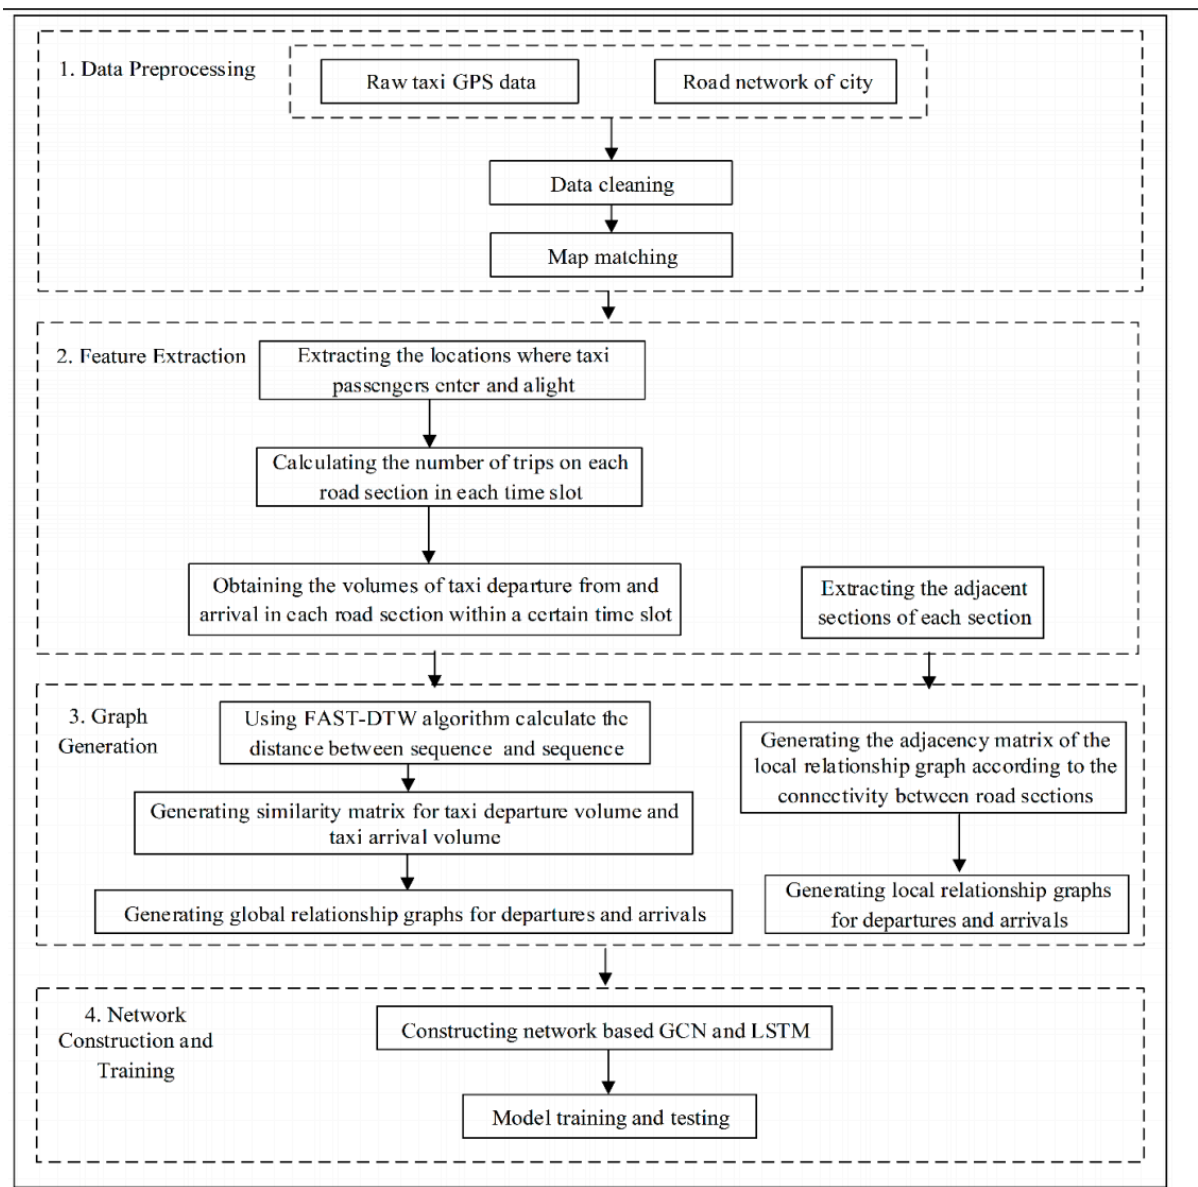 1. Data Preprocessing
Raw taxi GPS data
Road network of city
Data cleaning
Map matching
2. Feature Extraction
Extracting the locations where taxi
passengers enter and alight
Calculating the number of trips on each
road section in each time slot
Obtaining the volumes of taxi departure from and
arrival in each road section within a certain time slot
Extracting the adjacent
sections of each section
3. Graph
Generation
Using FAST-DTW algorithm calculate the
distance between sequence and sequence
Generating similarity matrix for taxi departure volume and
taxi arrival volume
Generating global relationship graphs for departures and arrivals
Generating the adjacency matrix of the
local relationship graph according to the
connectivity between road sections
Generating local relationship graphs
for departures and arrivals
4. Network
Construction and
Training
Constructing network based GCN and LSTM
Model training and testing